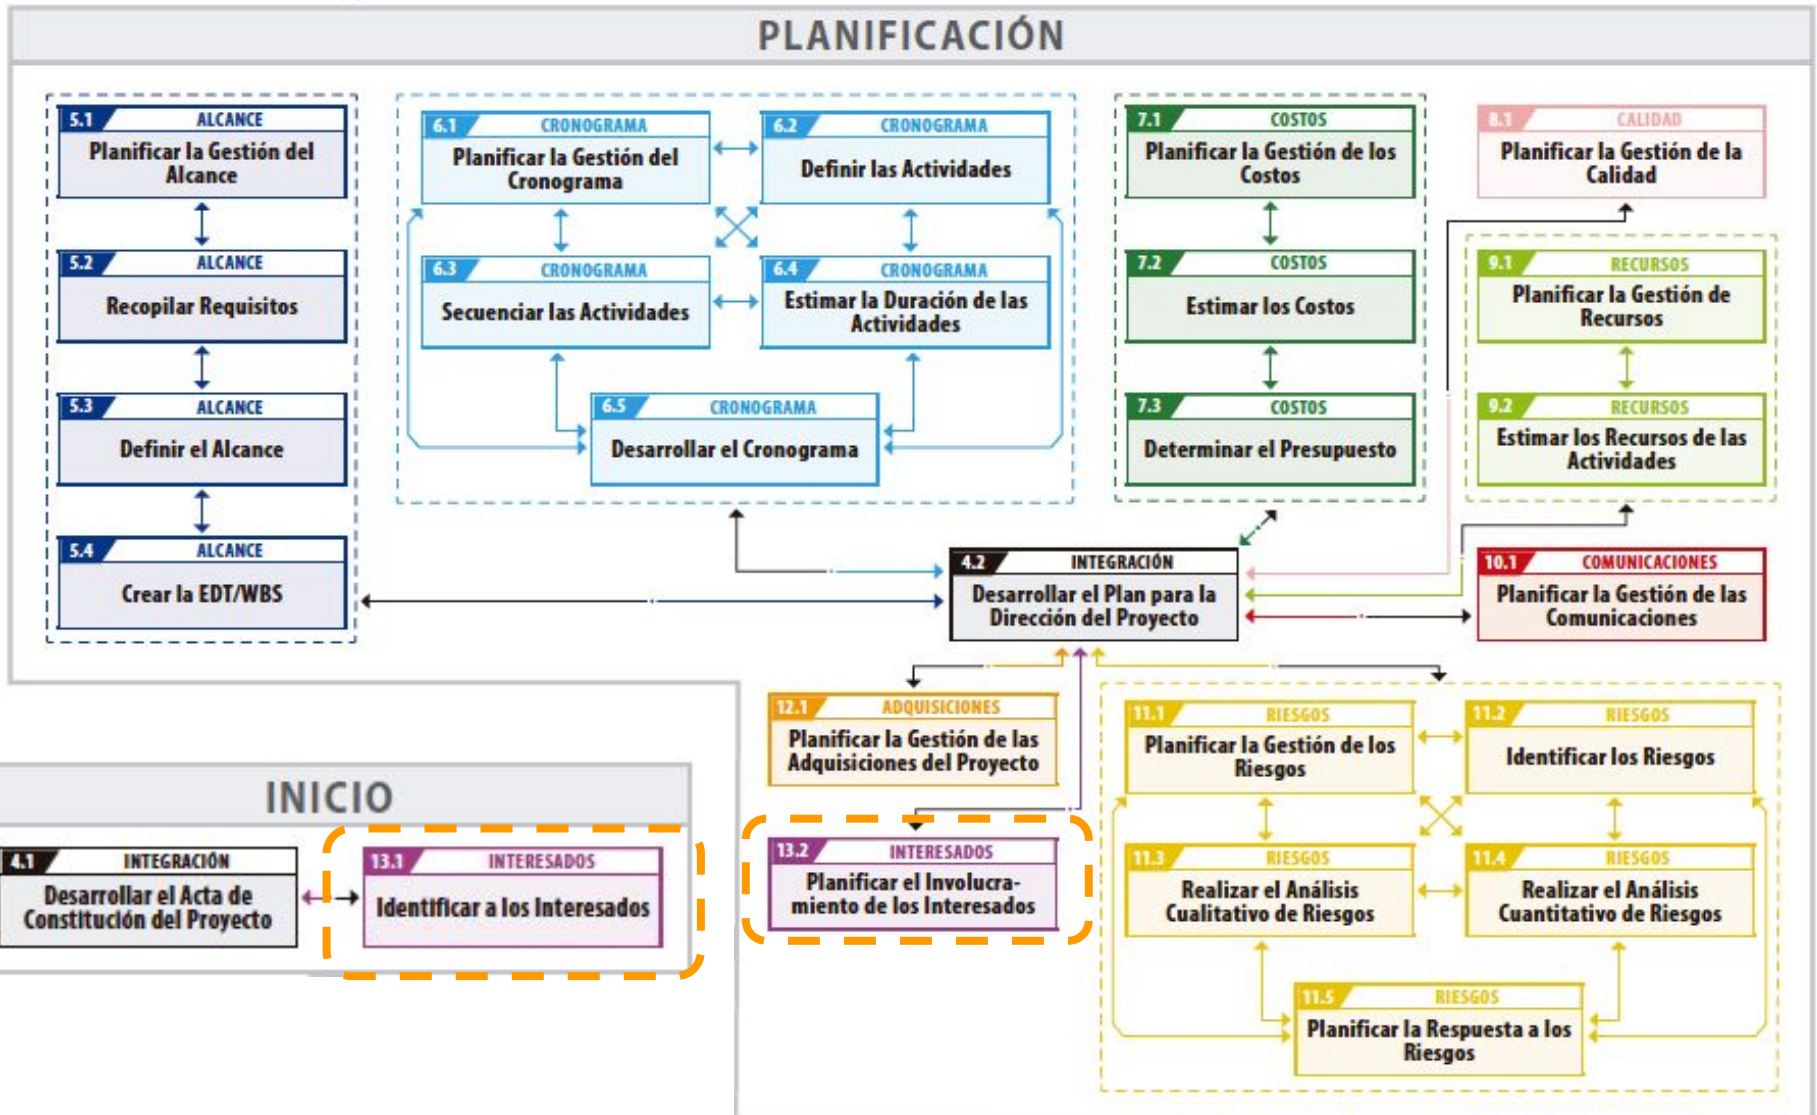 PLANIFICACIÓN
5.1 ALCANCE
Planificar la Gestión del
Alcance
5.2 ALCANCE
Recopilar Requisitos
5.3 ALCANCE
Definir el Alcance
5.4 ALCANCE
Crear la EDT/WBS
6.1 CRONOGRAMA
Planificar la Gestión del
Cronograma
6.2 CRONOGRAMA
Definir las Actividades
6.3 CRONOGRAMA
Secuenciar las Actividades
6.4 CRONOGRAMA
Estimar la Duración de las
Actividades
6.5 CRONOGRAMA
Desarrollar el Cronograma
7.1 COSTOS
Planificar la Gestión de los
Costos
7.2 COSTOS
Estimar los Costos
7.3 COSTOS
Determinar el Presupuesto
8.1 CALIDAD
Planificar la Gestión de la
Calidad
9.1 RECURSOS
Planificar la Gestión de
Recursos
9.2 RECURSOS
Estimar los Recursos de las
Actividades
4.2 INTEGRACIÓN
Desarrollar el Plan para la
Dirección del Proyecto
10.1 COMUNICACIONES
Planificar la Gestión de las
Comunicaciones
12.1 ADQUISICIONES
Planificar la Gestión de las
Adquisiciones del Proyecto
13.2 INTERESADOS
Planificar el Involucra-
miento de los Interesados
11.1 RIESGOS
Planificar la Gestión de los
Riesgos
11.2 RIESGOS
Identificar los Riesgos
11.3 RIESGOS
Realizar el Análisis
Cualitativo de Riesgos
11.4 RIESGOS
Realizar el Análisis
Cuantitativo de Riesgos
11.5 RIESGOS
Planificar la Respuesta a los
Riesgos
INICIO
4.1 INTEGRACIÓN
Desarrollar el Acta de
Constitución del Proyecto
13.1 INTERESADOS
Identificar a los Interesados